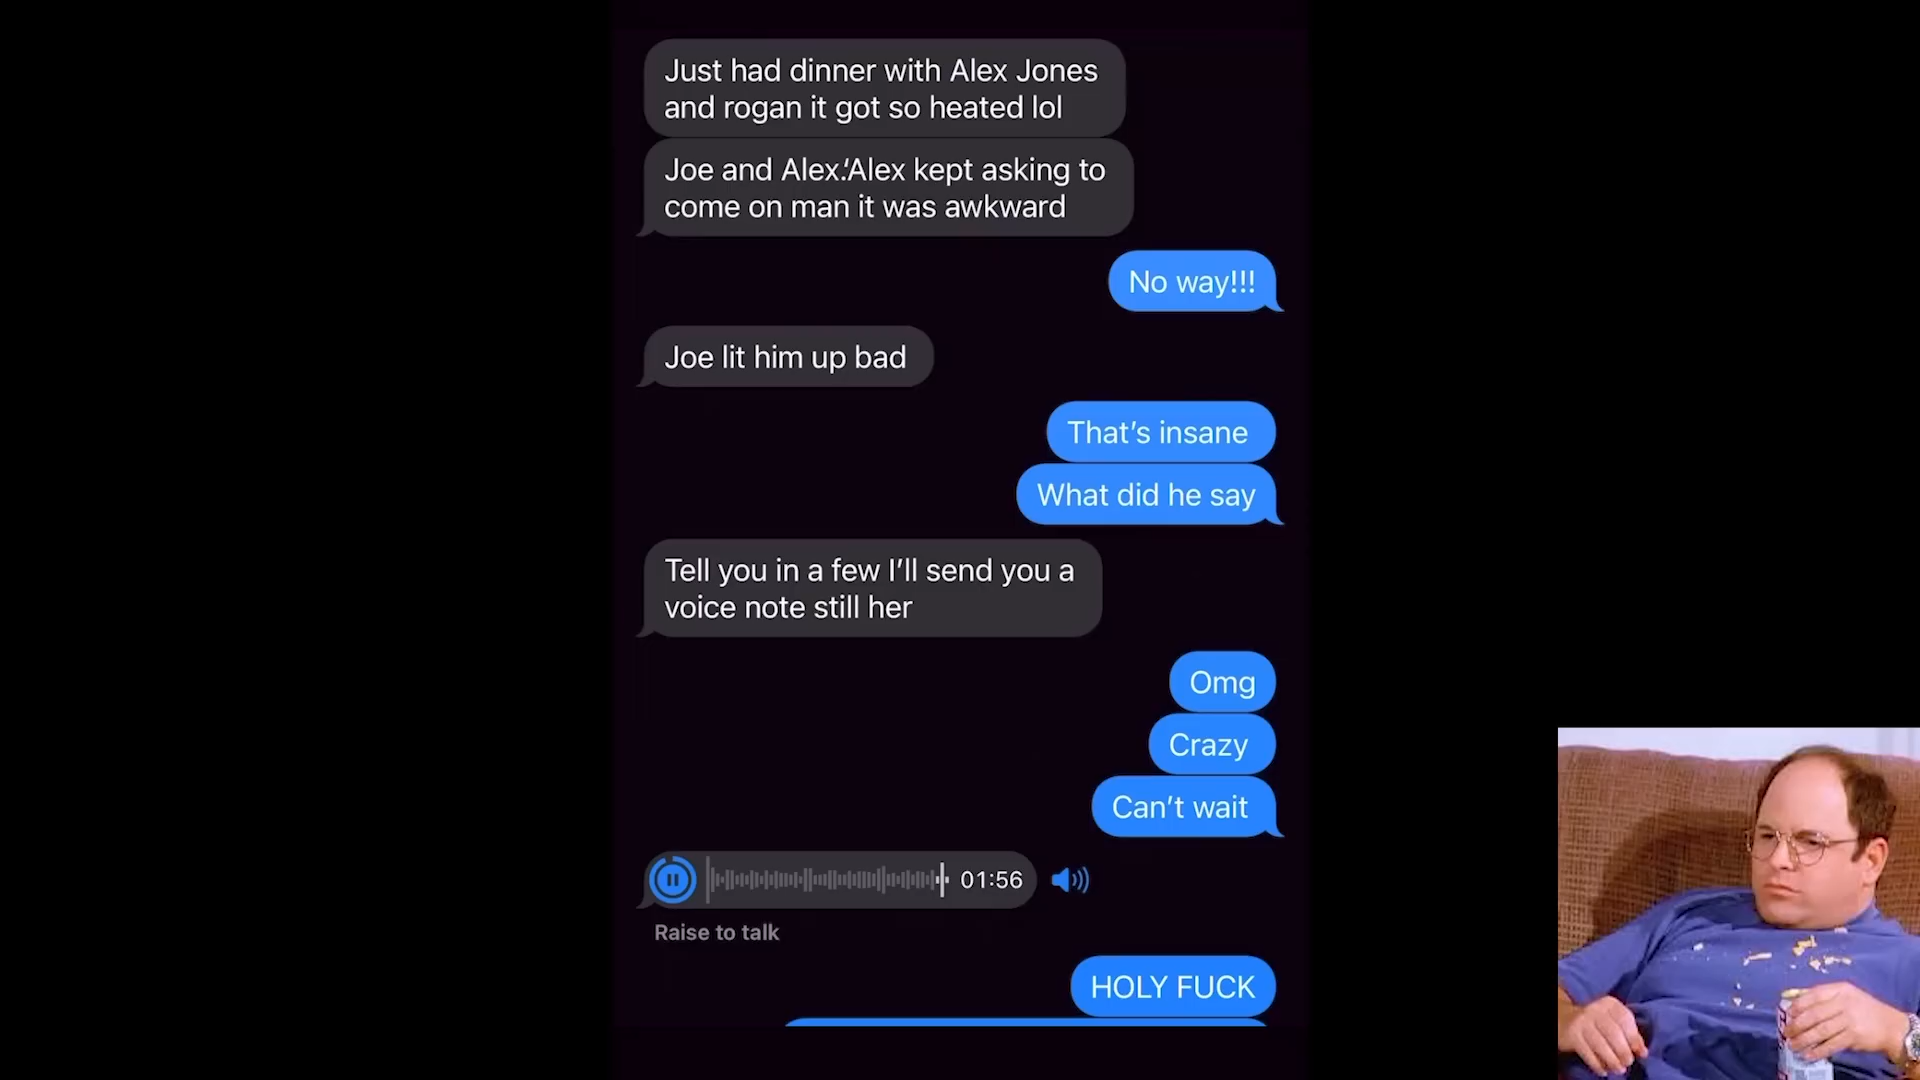 Just had dinner with Alex Jones
and rogan it got so heated lol
Joe and Alex.‘Alex kept asking to
come on man it was awkward
No way!!!
Joe lit him up bad
That’s insane
What did he say
Tell you in a few I’ll send you a
voice note still her
Omg
Crazy
Can’t wait
01:56
Raise to talk
HOLY FUCK